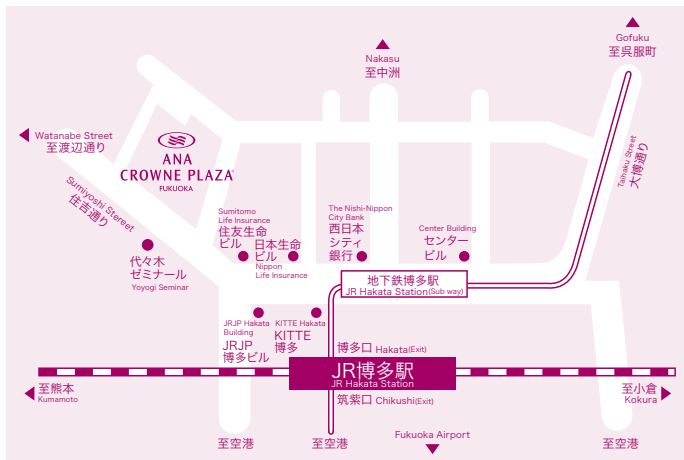 Gofuku
至呉服町
Nakasu
至中洲
Watanabe Street
至渡辺通り
ANA
CROWNE PLAZA
FUKUOKA
Taihaku Street
大博通り
Sumiyoshi Stereet
住吉通り
代々木
ゼミナール
Yoyogi Seminar
Sumitomo
Life Insurance
住友生命
ビル
日本生命
ビル
Nippon
Life Insurance
The Nishi-Nippon
City Bank
西日本
シティ
銀行
Center Building
センター
ビル
地下鉄博多駅
JR Hakata Station(Sub way)
JRJP Hakata
Building
JRJP
博多ビル
KITTE Hakata
KITTE
博多
博多口 Hakata(Exit)
JR博多駅
JR Hakata Station
筑紫口 Chikushi(Exit)
至熊本
Kumamoto
至小倉
Kokura
至空港
至空港
Fukuoka Airport
至空港